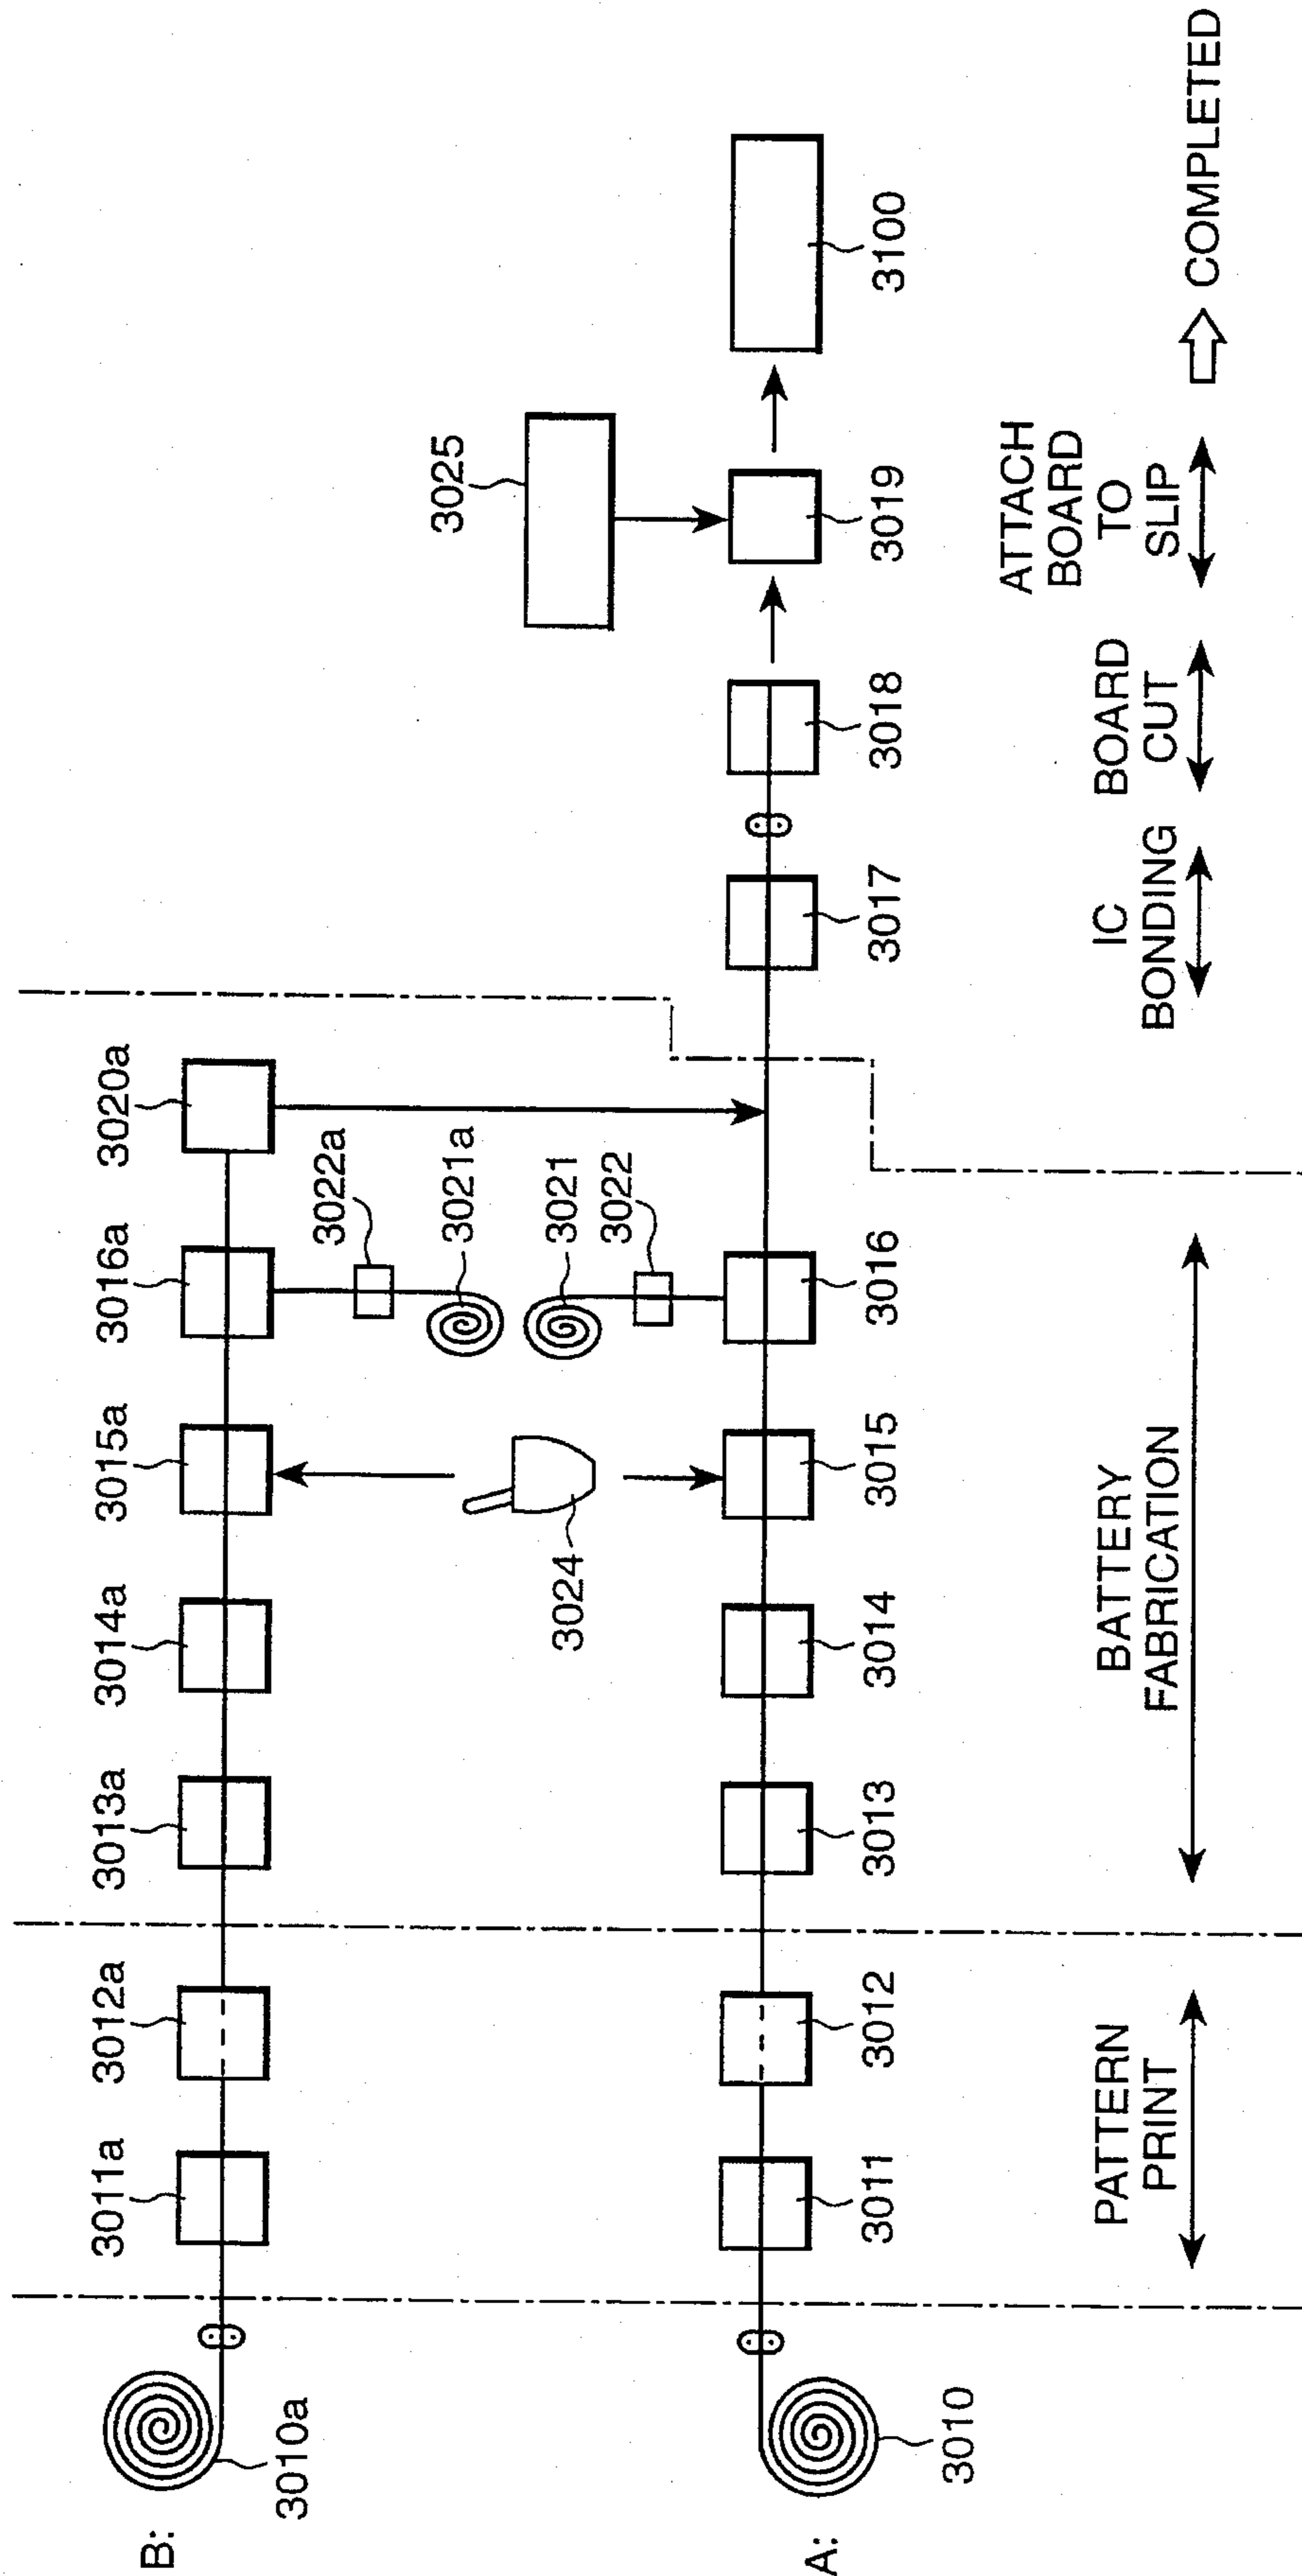 B:
3010a
3011a
3012a
3013a
3014a
3015a
3016a
3020a
3022a
3021a
3021
3022
3024
3025
A:
3010
3011
3012
3013
3014
3015
3016
3017
3018
3019
3100
PATTERN
PRINT
BATTERY
FABRICATION
IC
BONDING
BOARD
CUT
ATTACH
BOARD
TO
SLIP
COMPLETED